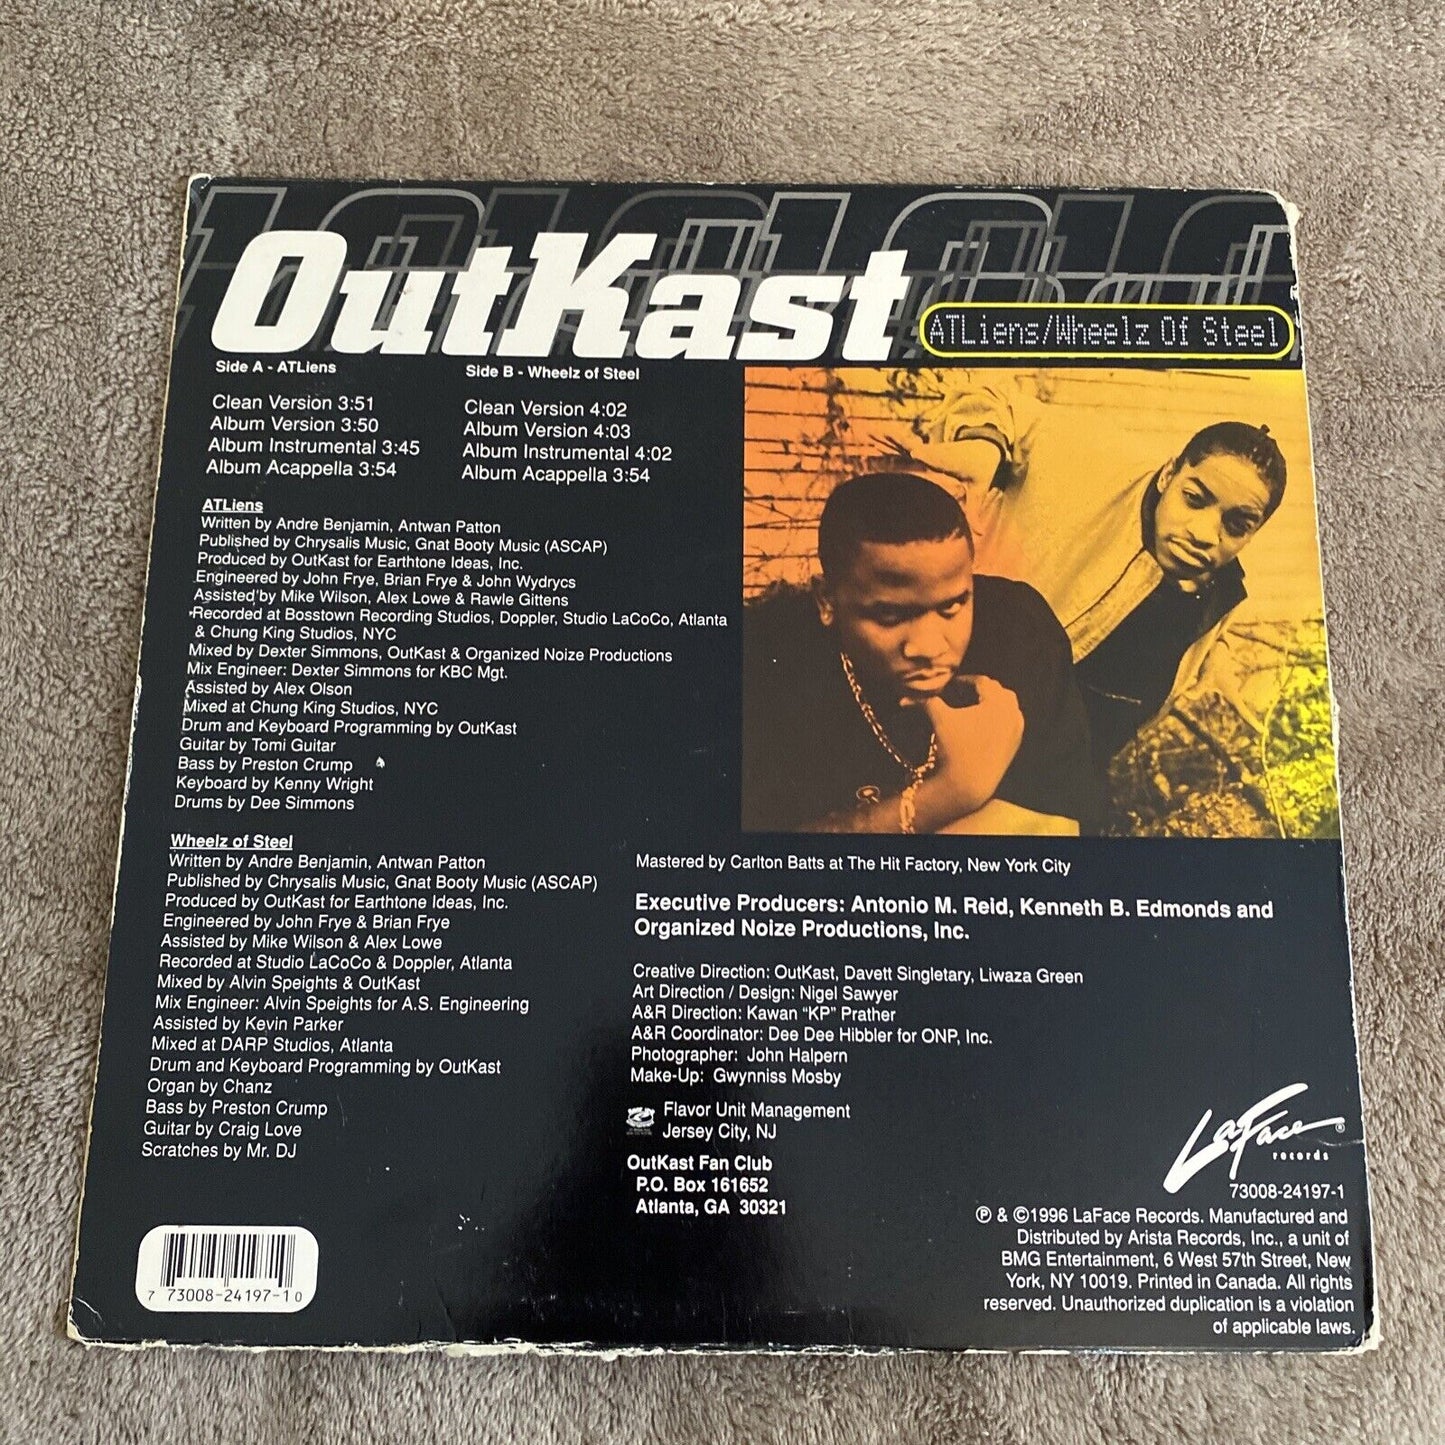 OutKast
ATLiens/Wheelz Of Steel
Side A - ATLiens
Clean Version 3:51
Album Version 3:50
Album Instrumental 3:45
Album Acappella 3:54
Side B - Wheelz of Steel
Clean Version 4:02
Album Version 4:03
Album Instrumental 4:02
Album Acappella 3:54
ATLiens
Written by Andre Benjamin, Antwan Patton
Published by Chrysalis Music, Gnat Booty Music (ASCAP)
Produced by OutKast for Earthtone Ideas, Inc.
Engineered by John Frye, Brian Frye & John Wydrycs
Assisted by Mike Wilson, Alex Lowe & Rawle Gittens
Recorded at Bosstown Recording Studios, Doppler, Studio LaCoCo, Atlanta
& Chung King Studios, NYC
Mixed by Dexter Simmons, OutKast & Organized Noize Productions
Mix Engineer: Dexter Simmons for KBC Mgt.
Assisted by Alex Olson
Mixed at Chung King Studios, NYC
Drum and Keyboard Programming by OutKast
Guitar by Tomi Guitar
Bass by Preston Crump
Keyboard by Kenny Wright
Drums by Dee Simmons
Wheelz of Steel
Written by Andre Benjamin, Antwan Patton
Published by Chrysalis Music, Gnat Booty Music (ASCAP)
Produced by OutKast for Earthtone Ideas, Inc.
Engineered by John Frye & Brian Frye
Assisted by Mike Wilson & Alex Lowe
Recorded at Studio LaCoCo & Doppler, Atlanta
Mixed by Alvin Speights & OutKast
Mix Engineer: Alvin Speights for A.S. Engineering
Assisted by Kevin Parker
Mixed at DARP Studios, Atlanta
Drum and Keyboard Programming by OutKast
Organ by Chanz
Bass by Preston Crump
Guitar by Craig Love
Scratches by Mr. DJ
Mastered by Carlton Batts at The Hit Factory, New York City
Executive Producers: Antonio M. Reid, Kenneth B. Edmonds and
Organized Noize Productions, Inc.
Creative Direction: OutKast, Davett Singletary, Liwaza Green
Art Direction / Design: Nigel Sawyer
A&R Direction: Kawan “KP” Prather
A&R Coordinator: Dee Dee Hibbler for ONP, Inc.
Photographer: John Halpern
Make-Up: Gwynniss Mosby
Flavor Unit Management
Jersey City, NJ
OutKast Fan Club
P.O. Box 161652
Atlanta, GA 30321
LaFace ®
records
73008-24197-1
℗ & ©1996 LaFace Records. Manufactured and
Distributed by Arista Records, Inc., a unit of
BMG Entertainment, 6 West 57th Street, New
York, NY 10019. Printed in Canada. All rights
reserved. Unauthorized duplication is a violation
of applicable laws.
7 73008-24197-1 0